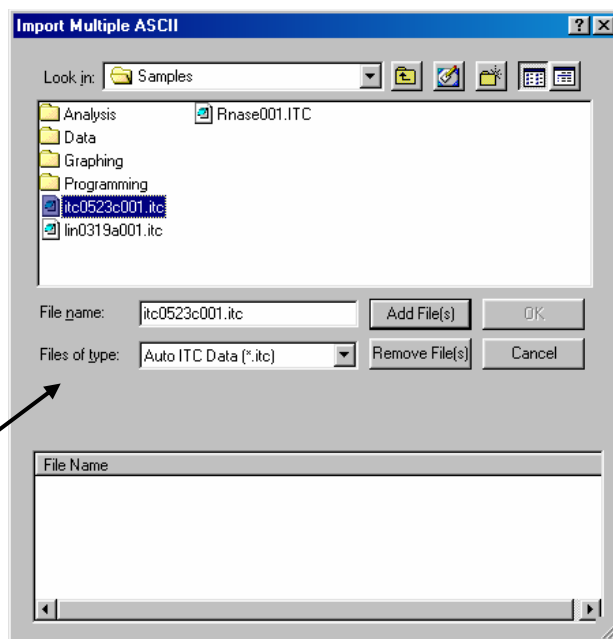 Import Multiple ASCII
Look in: Samples
Analysis Rnase001.ITC
Data
Graphing
Programming
itc0523c001.itc
lin0319a001.itc
File name: itc0523c001.itc Add File(s) OK
Files of type: Auto ITC Data (*.itc) Remove File(s) Cancel
File Name